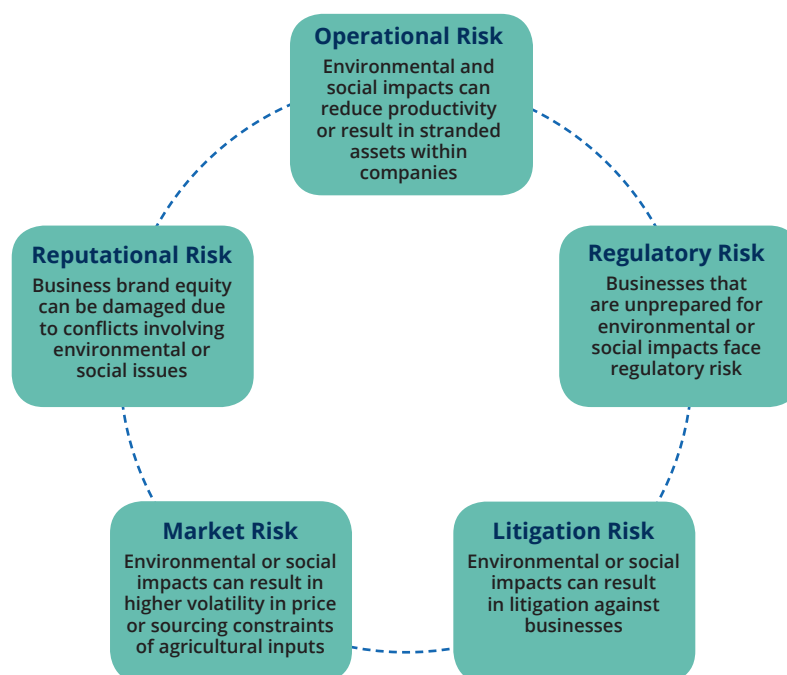 Operational Risk
Environmental and
social impacts can
reduce productivity
or result in stranded
assets within
companies
Reputational Risk
Business brand equity
can be damaged due
to conflicts involving
environmental or
social issues
Regulatory Risk
Businesses that
are unprepared for
environmental or
social impacts face
regulatory risk
Market Risk
Environmental or social
impacts can result in
higher volatility in price
or sourcing constraints
of agricultural inputs
Litigation Risk
Environmental or social
impacts can result
in litigation against
businesses